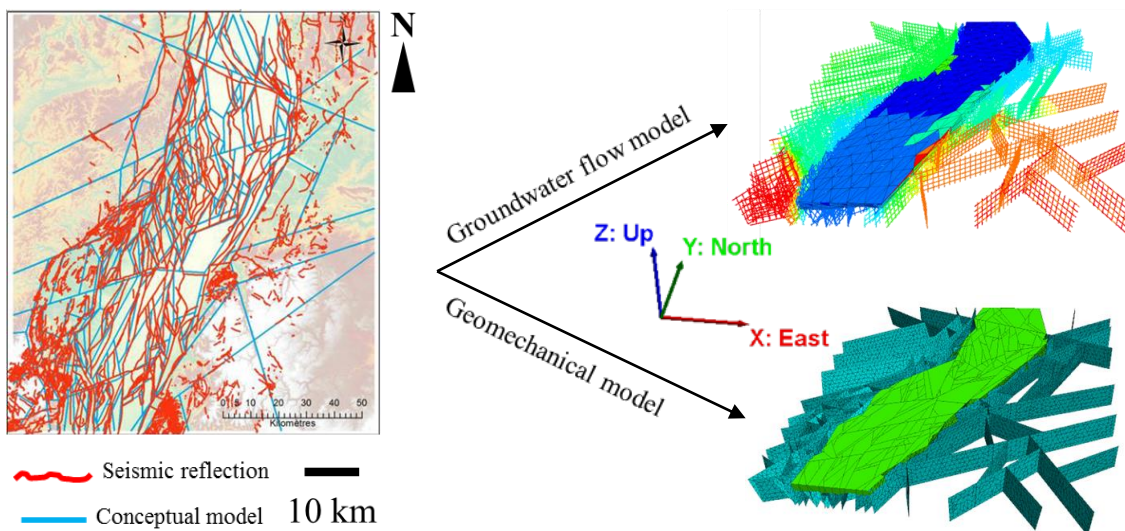 N
0 5 10 20 30 40 50
Kilomètres
Seismic reflection
Conceptual model
10 km
Groundwater flow model
Geomechanical model
Z: Up
Y: North
X: East